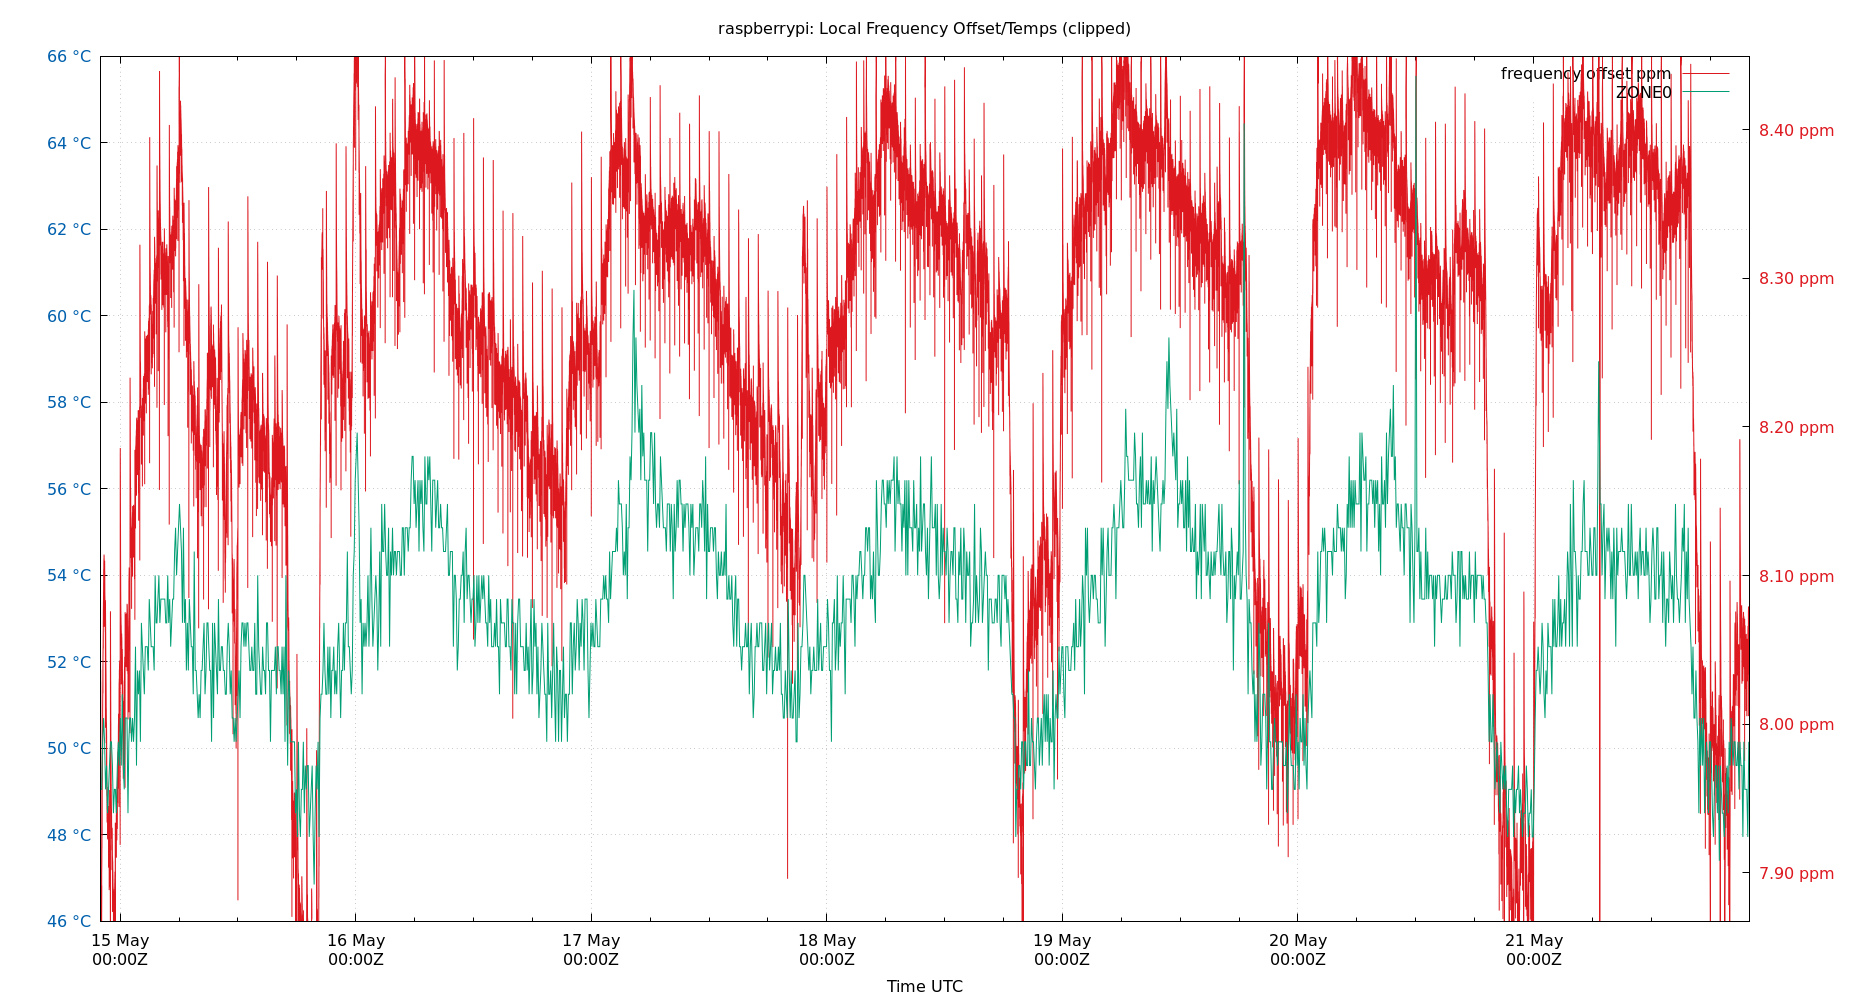 raspberrypi: Local Frequency Offset/Temps (clipped)
66 °C
64 °C
62 °C
60 °C
58 °C
56 °C
54 °C
52 °C
50 °C
48 °C
46 °C
frequency offset ppm
ZONE0
8.40 ppm
8.30 ppm
8.20 ppm
8.10 ppm
8.00 ppm
7.90 ppm
15 May 16 May 17 May 18 May 19 May 20 May 21 May
00:00Z 00:00Z 00:00Z 00:00Z 00:00Z 00:00Z 00:00Z
Time UTC